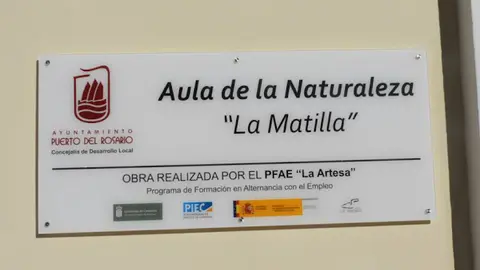 Aula de la Naturaleza
"La Matilla"
AYUNTAMIENTO
PUERTO DEL ROSARIO
Concejalía de Desarrollo Local
OBRA REALIZADA POR EL PFAE "La Artesa"
Programa de Formación en Alternancia con el Empleo
PIEC